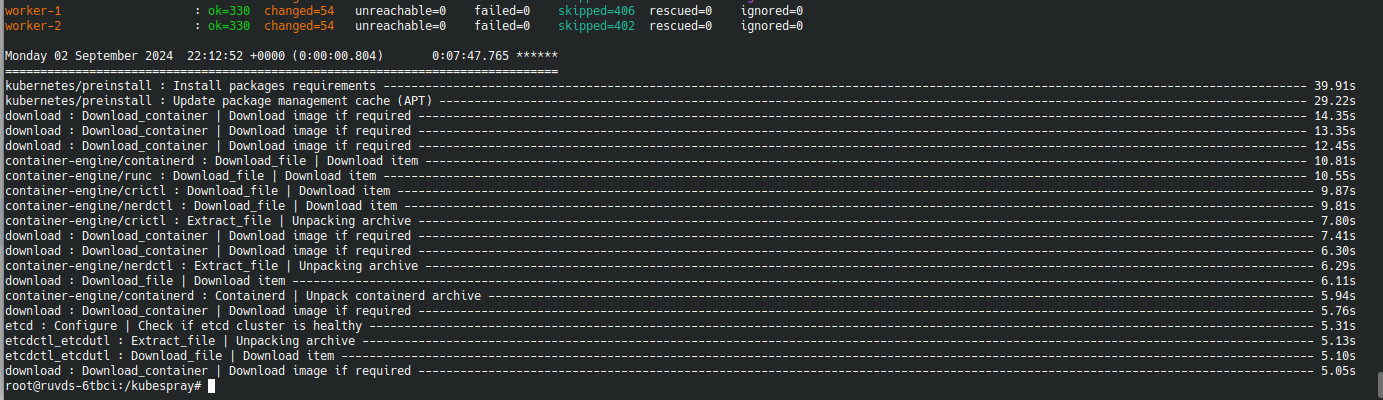 worker-1 : ok=330 changed=54 unreachable=0 failed=0 skipped=406 rescued=0 ignored=0
worker-2 : ok=330 changed=54 unreachable=0 failed=0 skipped=402 rescued=0 ignored=0
Monday 02 September 2024 22:12:52 +0000 (0:00:00.804) 0:07:47.765 ******
===============================================================================
kubernetes/preinstall : Install packages requirements --- 39.91s
kubernetes/preinstall : Update package management cache (APT) --- 29.22s
download : Download_container | Download image if required --- 14.35s
download : Download_container | Download image if required --- 13.35s
download : Download_container | Download image if required --- 12.45s
container-engine/containerd : Download_file | Download item --- 10.81s
container-engine/runc : Download_file | Download item --- 10.55s
container-engine/crictl : Download_file | Download item --- 9.87s
container-engine/nerdctl : Download_file | Download item --- 9.81s
container-engine/crictl : Extract_file | Unpacking archive --- 7.80s
download : Download_container | Download image if required --- 7.41s
download : Download_container | Download image if required --- 6.30s
container-engine/nerdctl : Extract_file | Unpacking archive --- 6.29s
download : Download_file | Download item --- 6.11s
container-engine/containerd : Containerd | Unpack containerd archive --- 5.94s
download : Download_container | Download image if required --- 5.76s
etcd : Configure | Check if etcd cluster is healthy --- 5.31s
etcdctl_etcdutl : Extract_file | Unpacking archive --- 5.13s
etcdctl_etcdutl : Download_file | Download item --- 5.10s
download : Download_container | Download image if required --- 5.05s
root@ruvds-6tbci:/kubespray#